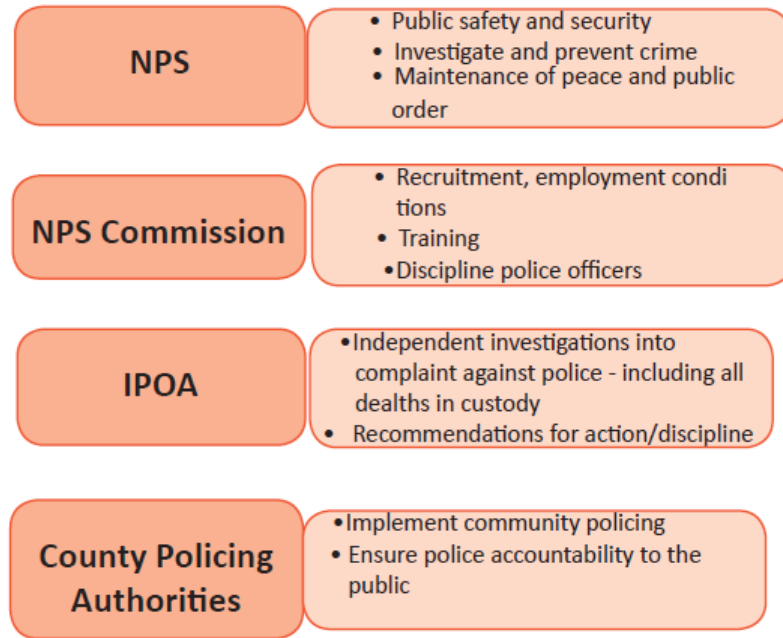 NPS
• Public safety and security
• Investigate and prevent crime
• Maintenance of peace and public
order
NPS Commission
• Recruitment, employment condi
tions
• Training
•Discipline police officers
IPOA
•Independent investigations into
complaint against police - including all
dealths in custody
• Recommendations for action/discipline
County Policing
Authorities
•Implement community policing
• Ensure police accountability to the
public